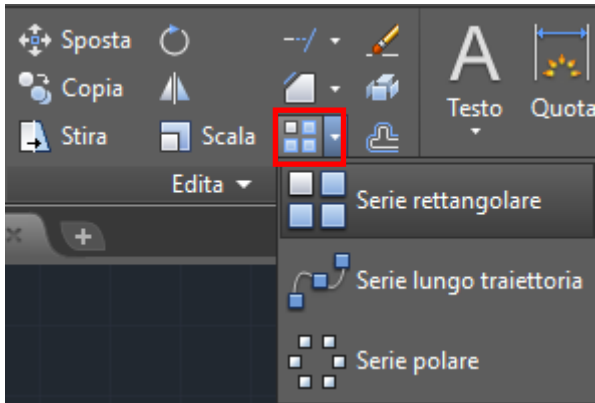 Sposta
Copia
Stira
Scala
Testo
Quota
Edita
Serie rettangolare
Serie lungo traiettoria
Serie polare